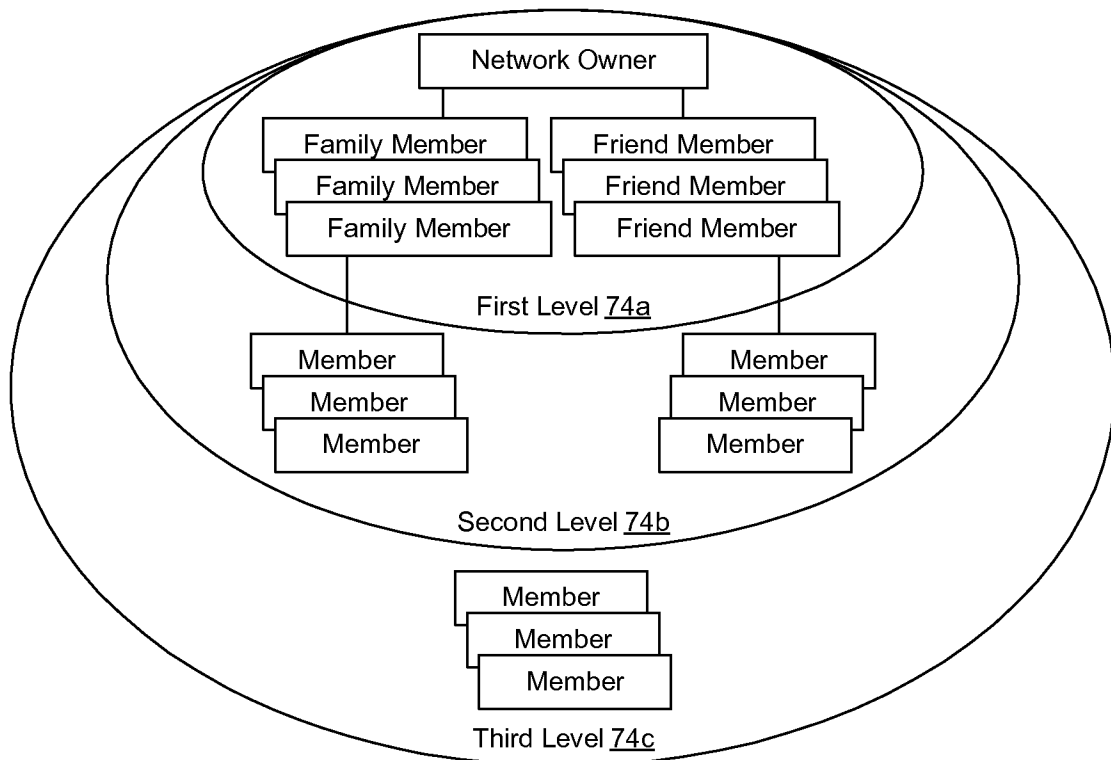 Network Owner
Family Member
Family Member
Family Member
Friend Member
Friend Member
Friend Member
First Level 74a
Member
Member
Member
Member
Member
Member
Second Level 74b
Member
Member
Member
Third Level 74c